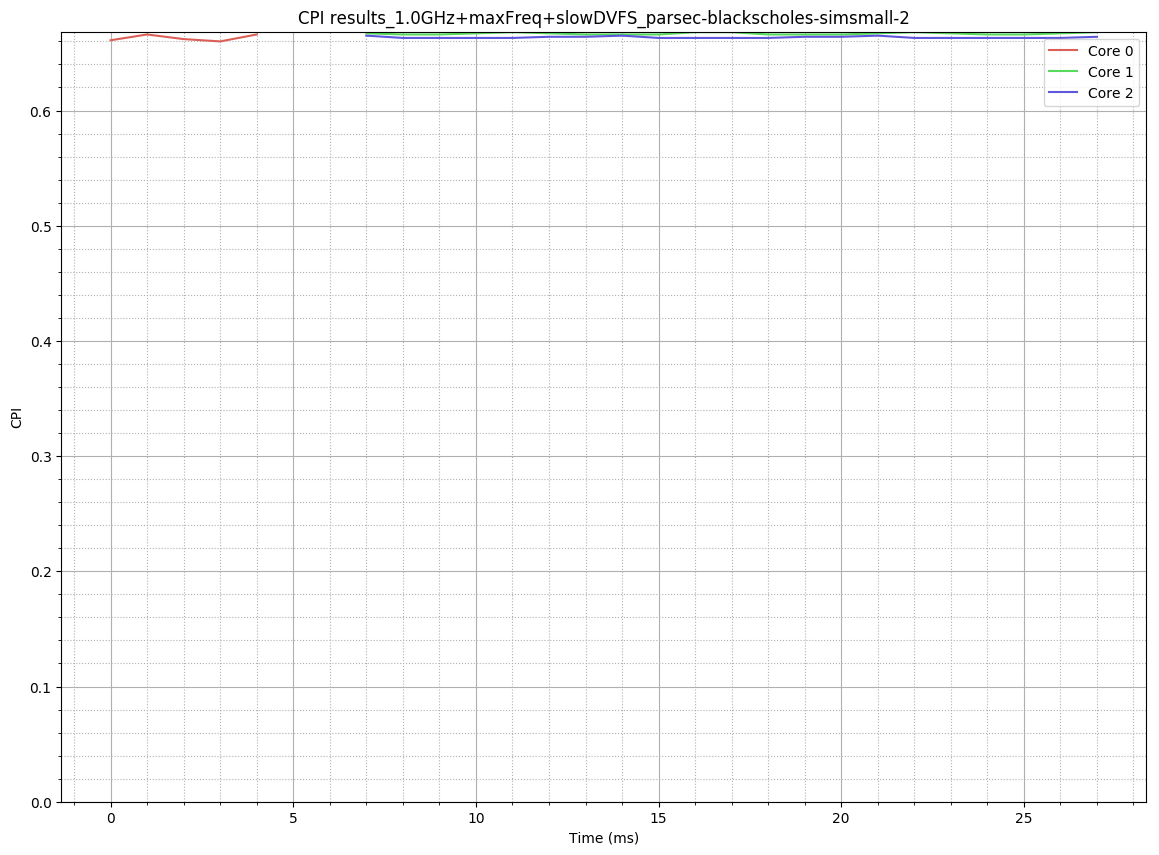 CPI results_1.0GHz+maxFreq+slowDVFS_parsec-blackscholes-simsmall-2
Core 0
Core 1
Core 2
0.6
0.5
0.4
0.3
0.2
0.1
0.0
CPI
0
5
10
15
20
25
Time (ms)